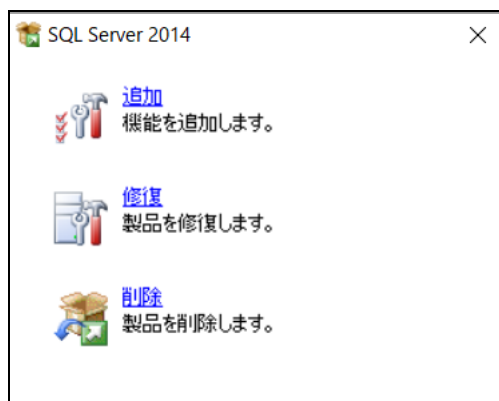 SQL Server 2014
追加
機能を追加します。
修復
製品を修復します。
削除
製品を削除します。